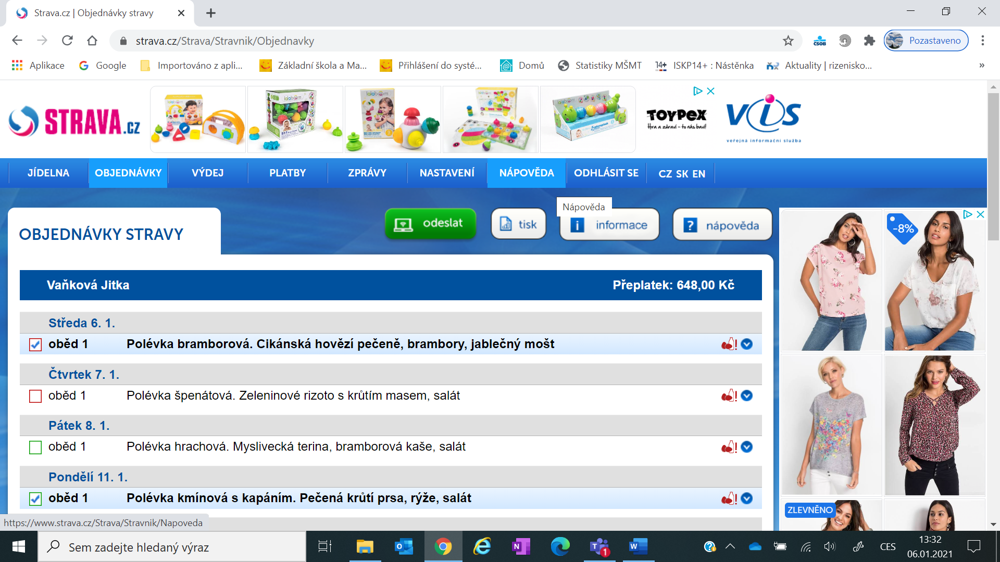 Strava.cz | Objednávky stravy
strava.cz/Strava/Stravnik/Objednavky
ČSOB
Pozastaveno
Aplikace
Google
Importováno z apli...
Základní škola a Ma...
Přihlášení do systé...
Domů
Statistiky MŠMT
14+
ISKP14+ : Nástěnka
Aktuality | rizenisko...
»
STRAVA.cz
lalaboom
lalaboom
lalaboom
TOYPEX
Hra a zdraví - to nás baví!
VIS
veřejná informační služba
JÍDELNA
OBJEDNÁVKY
VÝDEJ
PLATBY
ZPRÁVY
NASTAVENÍ
NÁPOVĚDA
ODHLÁSIT SE
CZ SK EN
Nápověda
OBJEDNÁVKY STRAVY
odeslat
tisk
informace
nápověda
Vaňková Jitka
Přeplatek: 648,00 Kč
Středa 6. 1.
oběd 1 Polévka bramborová. Cikánská hovězí pečeně, brambory, jablečný mošt
Čtvrtek 7. 1.
oběd 1 Polévka špenátová. Zeleninové rizoto s krůtím masem, salát
Pátek 8. 1.
oběd 1 Polévka hrachová. Myslivecká terina, bramborová kaše, salát
Pondělí 11. 1.
oběd 1 Polévka kmínová s kapáním. Pečená krůtí prsa, rýže, salát
-8%
ZLEVNĚNO
https://www.strava.cz/Strava/Stravnik/Napoveda
Sem zadejte hledaný výraz
1
CES
13:32
06.01.2021